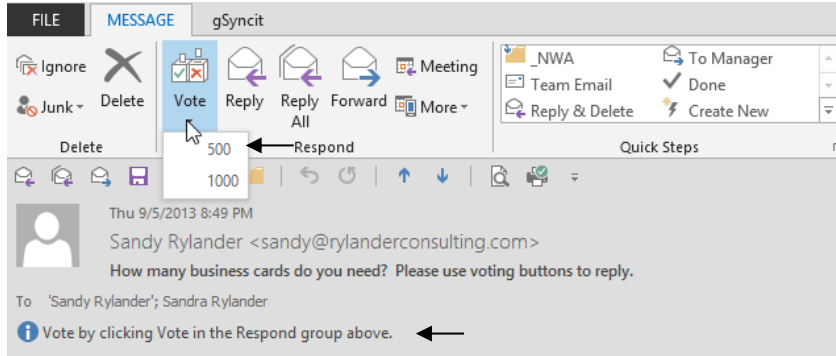 FILE MESSAGE gSyncit
Ignore Meeting _NWA To Manager
Team Email Done
Junk Delete Vote Reply Reply All Forward More Reply & Delete Create New
Delete Respond Quick Steps
500
1000
Thu 9/5/2013 8:49 PM
Sandy Rylander <sandy@rylanderconsulting.com>
How many business cards do you need? Please use voting buttons to reply.
To 'Sandy Rylander'; Sandra Rylander
Vote by clicking Vote in the Respond group above.